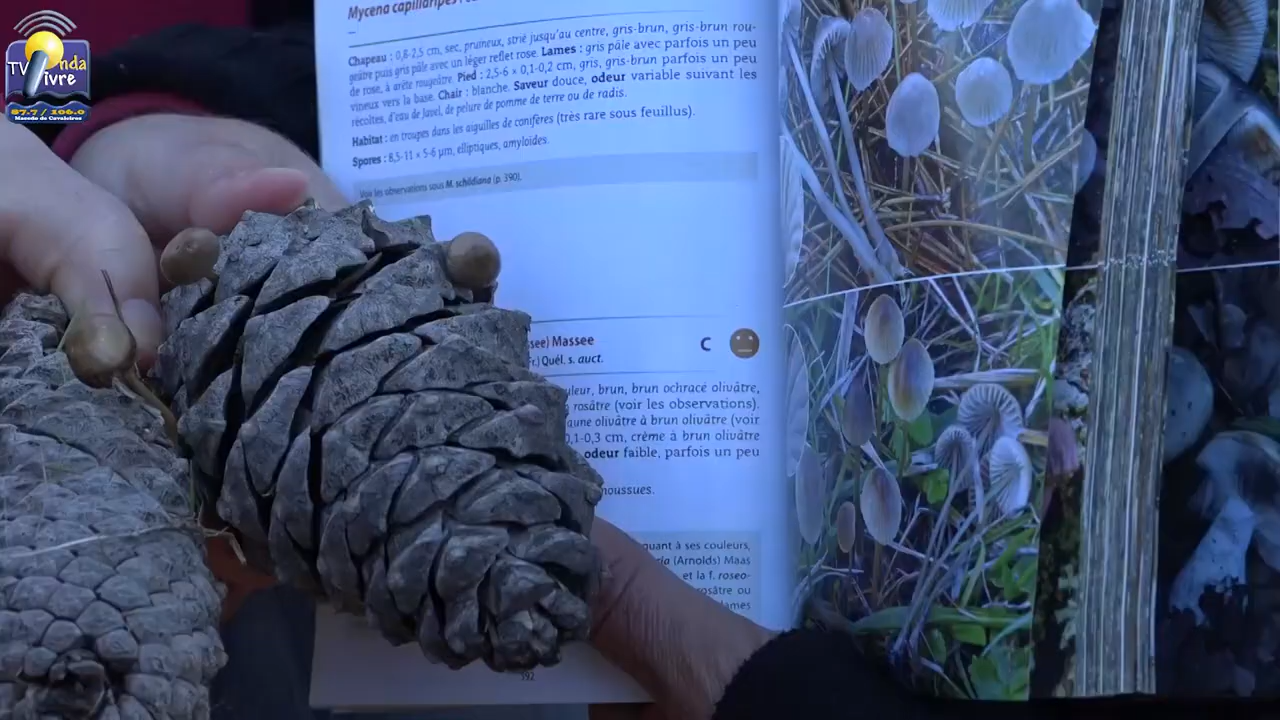 TV Onda Livre
87.7 / 106.0
Macedo de Cavaleiros
Mycena capillaripes
Chapeau : 0,8-2,5 cm, sec, pruineux, strié jusqu'au centre, gris-brun, gris-brun rou-
geâtre puis gris pâle avec un léger reflet rose. Lames : gris pâle avec parfois un peu
de rose, à arête rougeâtre. Pied : 2,5-6 × 0,1-0,2 cm, gris, gris-brun parfois un peu
vineux vers la base. Chair : blanche. Saveur douce, odeur variable suivant les
récoltes, d'eau de Javel, de pelure de pomme de terre ou de radis.
Habitat : en troupes dans les aiguilles de conifères (très rare sous feuillus).
Spores : 8,5-11 × 5-6 µm, elliptiques, amyloïdes.
Voir les observations sous M. schildiana (p. 390).
Massee
C
Quél. s. auct.
brun, brun ochracé olivâtre,
rosâtre (voir les observations).
olivâtre à brun olivâtre (voir
0,1-0,3 cm, crème à brun olivâtre
odeur faible, parfois un peu
moussues.
quant à ses couleurs,
(Arnolds) Maas
et la f. roseo-
rosâtre ou
lames
392